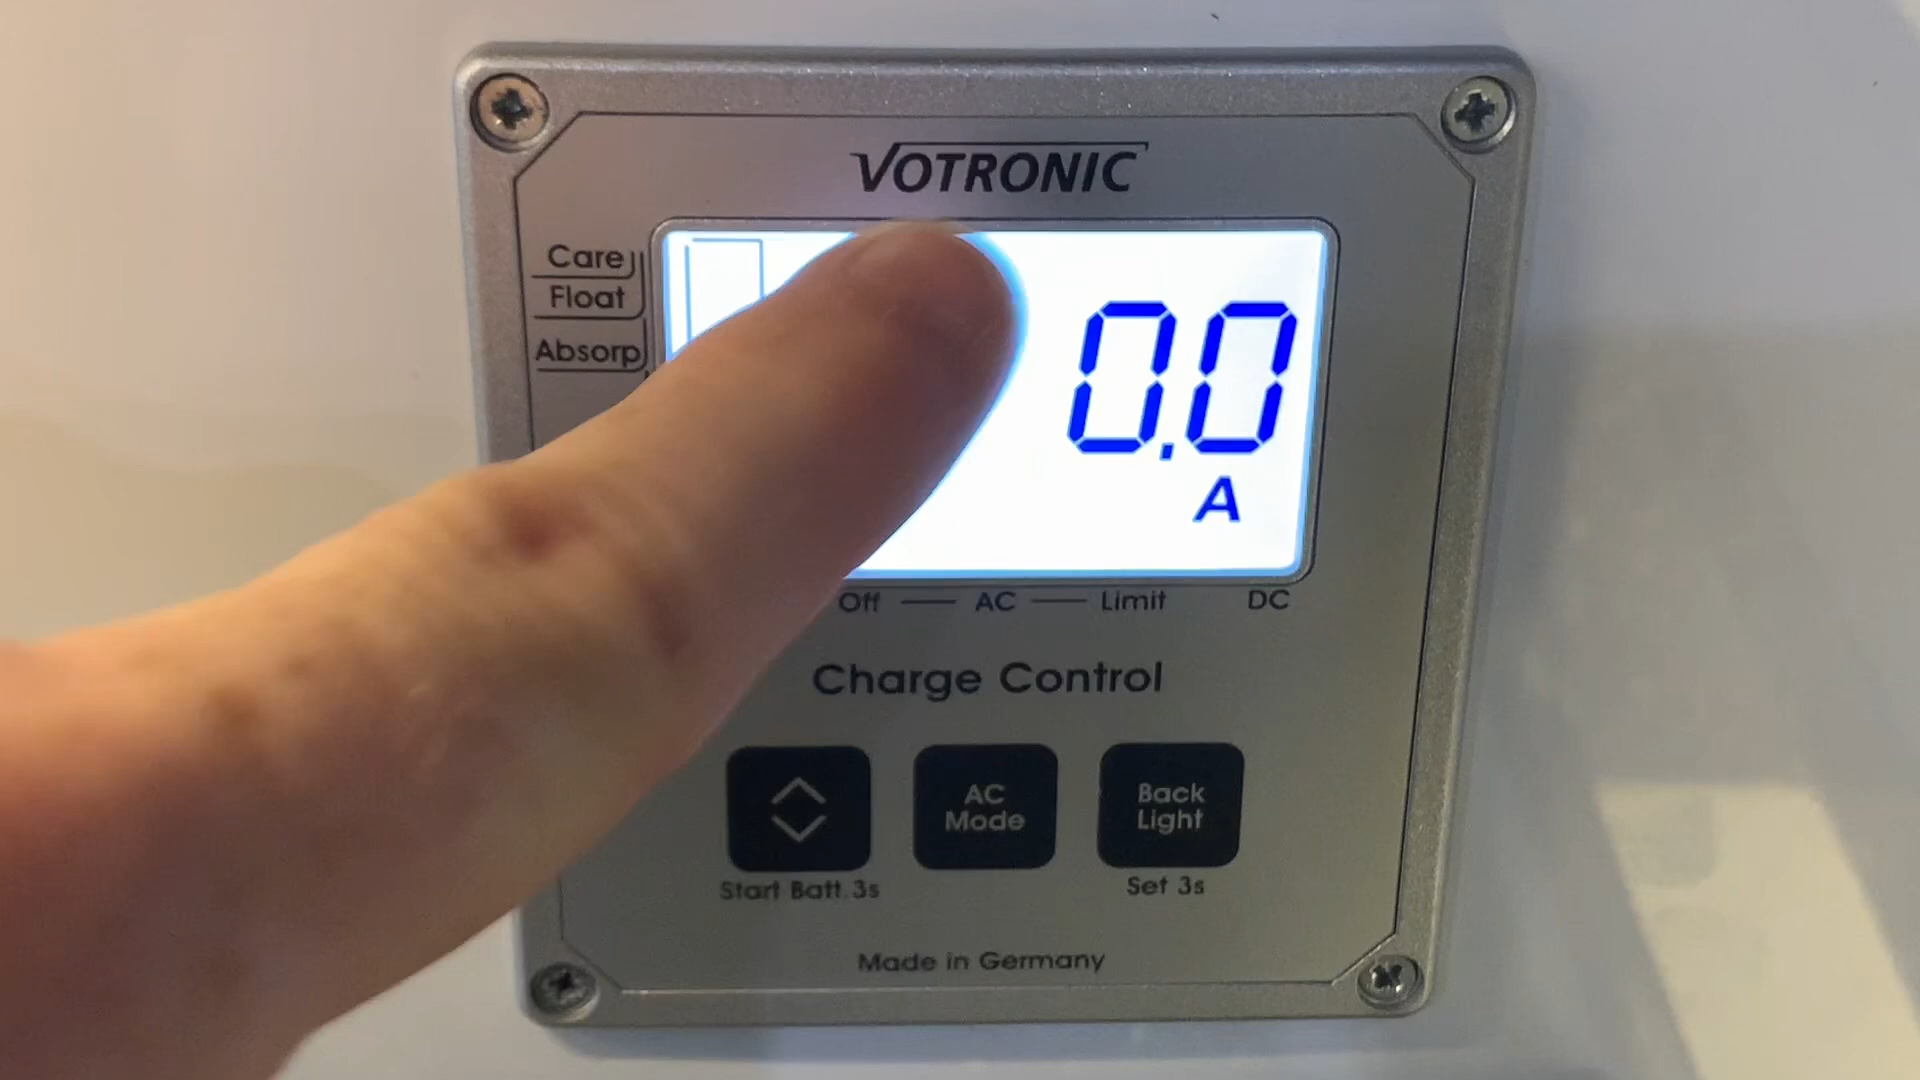 VOTRONIC
Care
Float
Absorp
0.0
A
Off AC Limit DC
Charge Control
AC
Mode
Back
Light
Start Batt. 3s
Set 3s
Made in Germany